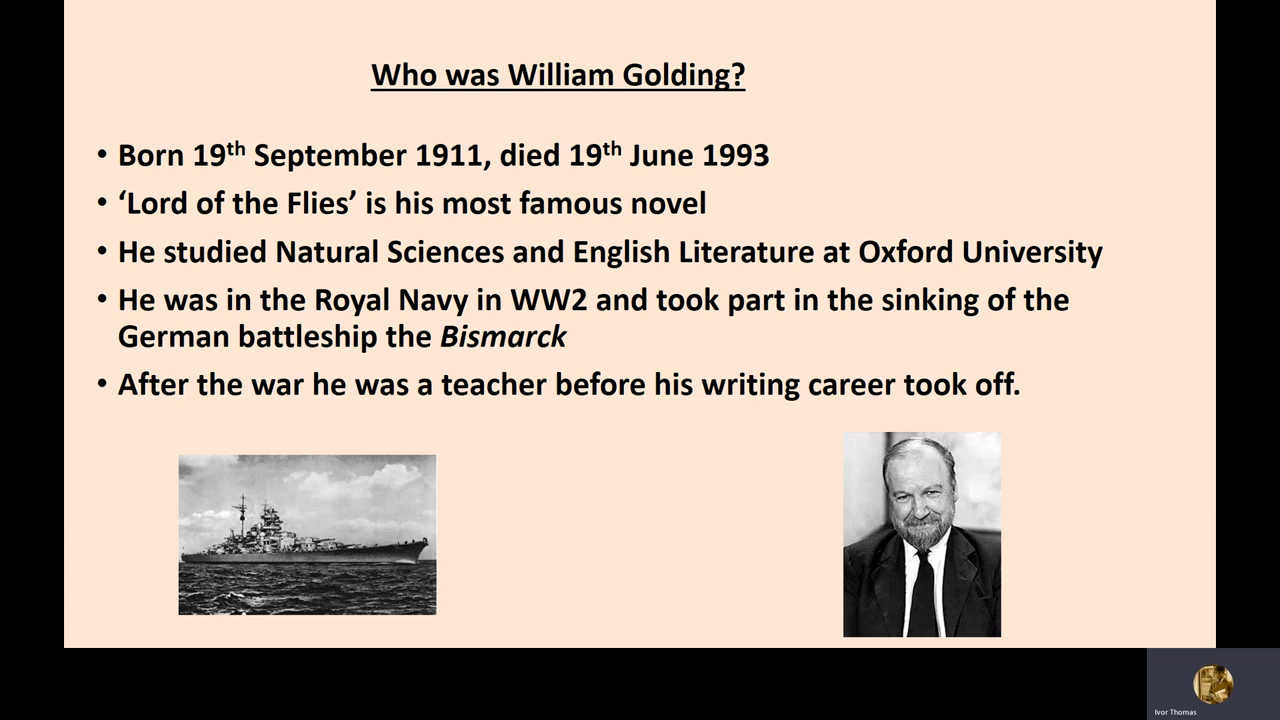 Who was William Golding?
• Born 19th September 1911, died 19th June 1993
• ‘Lord of the Flies’ is his most famous novel
• He studied Natural Sciences and English Literature at Oxford University
• He was in the Royal Navy in WW2 and took part in the sinking of the
German battleship the Bismarck
• After the war he was a teacher before his writing career took off.
Ivor Thomas